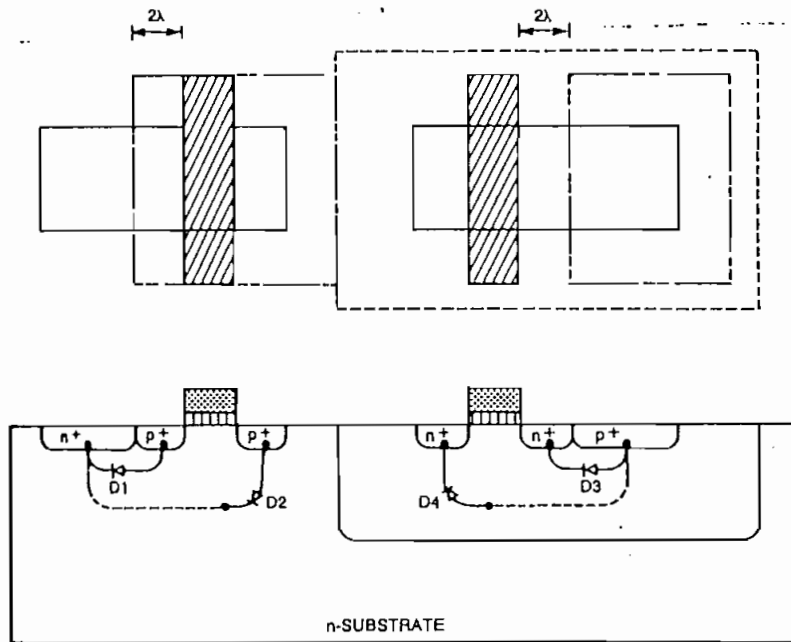 2λ 2λ
n+ p+ p+ n+ n+ p+
D1 D2 D4 D3
n-SUBSTRATE